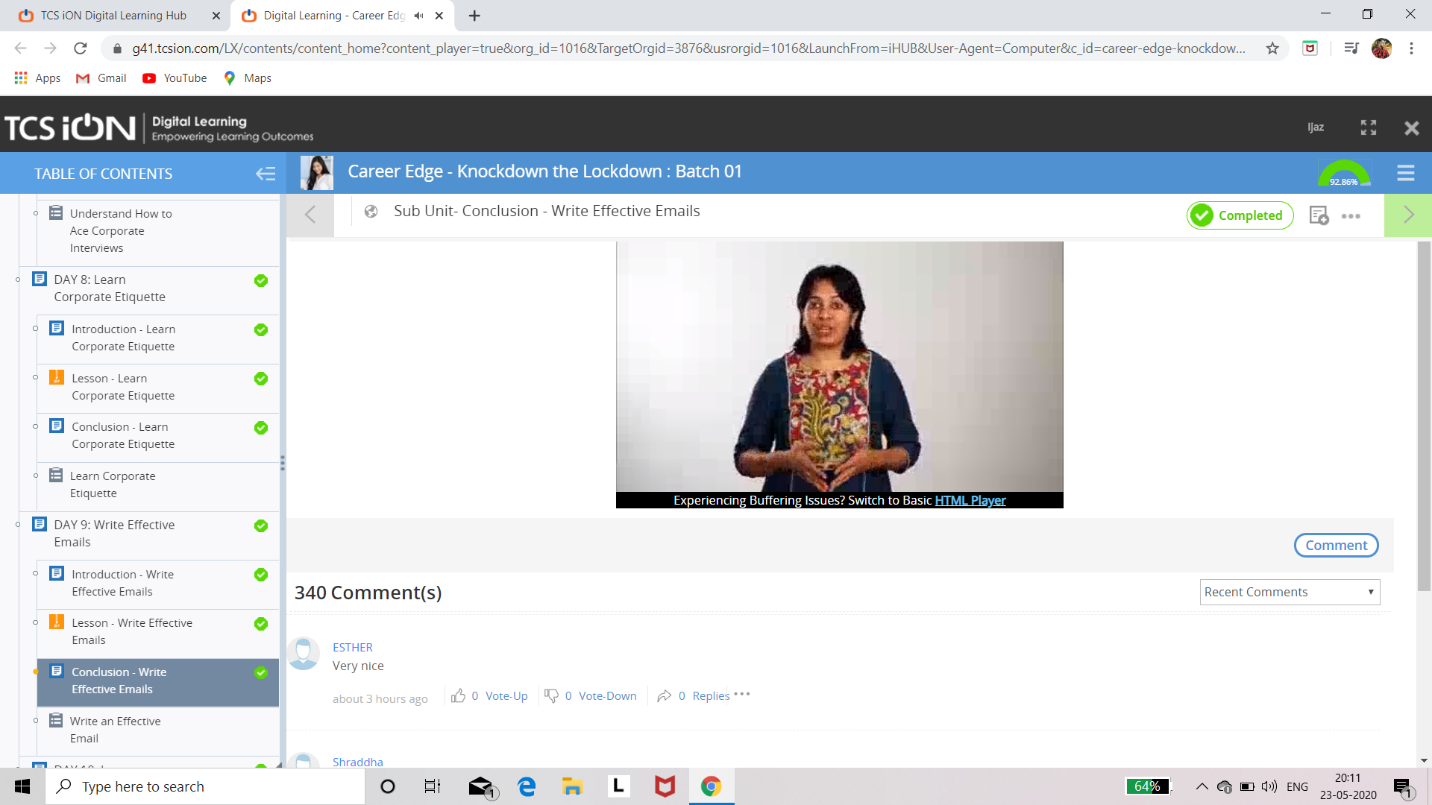 TCS iON Digital Learning Hub
Digital Learning - Career Edg
g41.tcsion.com/LX/contents/content_home?content_player=true&org_id=1016&TargetOrgid=3876&usrorgid=1016&LaunchFrom=iHUB&User-Agent=Computer&c_id=career-edge-knockdow...
Apps Gmail YouTube Maps
TCS iON
Digital Learning
Empowering Learning Outcomes
Ijaz
TABLE OF CONTENTS
Career Edge - Knockdown the Lockdown : Batch 01
92.86%
Sub Unit- Conclusion - Write Effective Emails
Completed
Understand How to
Ace Corporate
Interviews
DAY 8: Learn
Corporate Etiquette
Introduction - Learn
Corporate Etiquette
Lesson - Learn
Corporate Etiquette
Conclusion - Learn
Corporate Etiquette
Learn Corporate
Etiquette
DAY 9: Write Effective
Emails
Introduction - Write
Effective Emails
Lesson - Write Effective
Emails
Conclusion - Write
Effective Emails
Write an Effective
Email
Experiencing Buffering Issues? Switch to Basic HTML Player
Comment
340 Comment(s)
Recent Comments
ESTHER
Very nice
about 3 hours ago 0 Vote-Up 0 Vote-Down 0 Replies
Shraddha
Type here to search
1
L
64%
ENG
20:11
23-05-2020
1